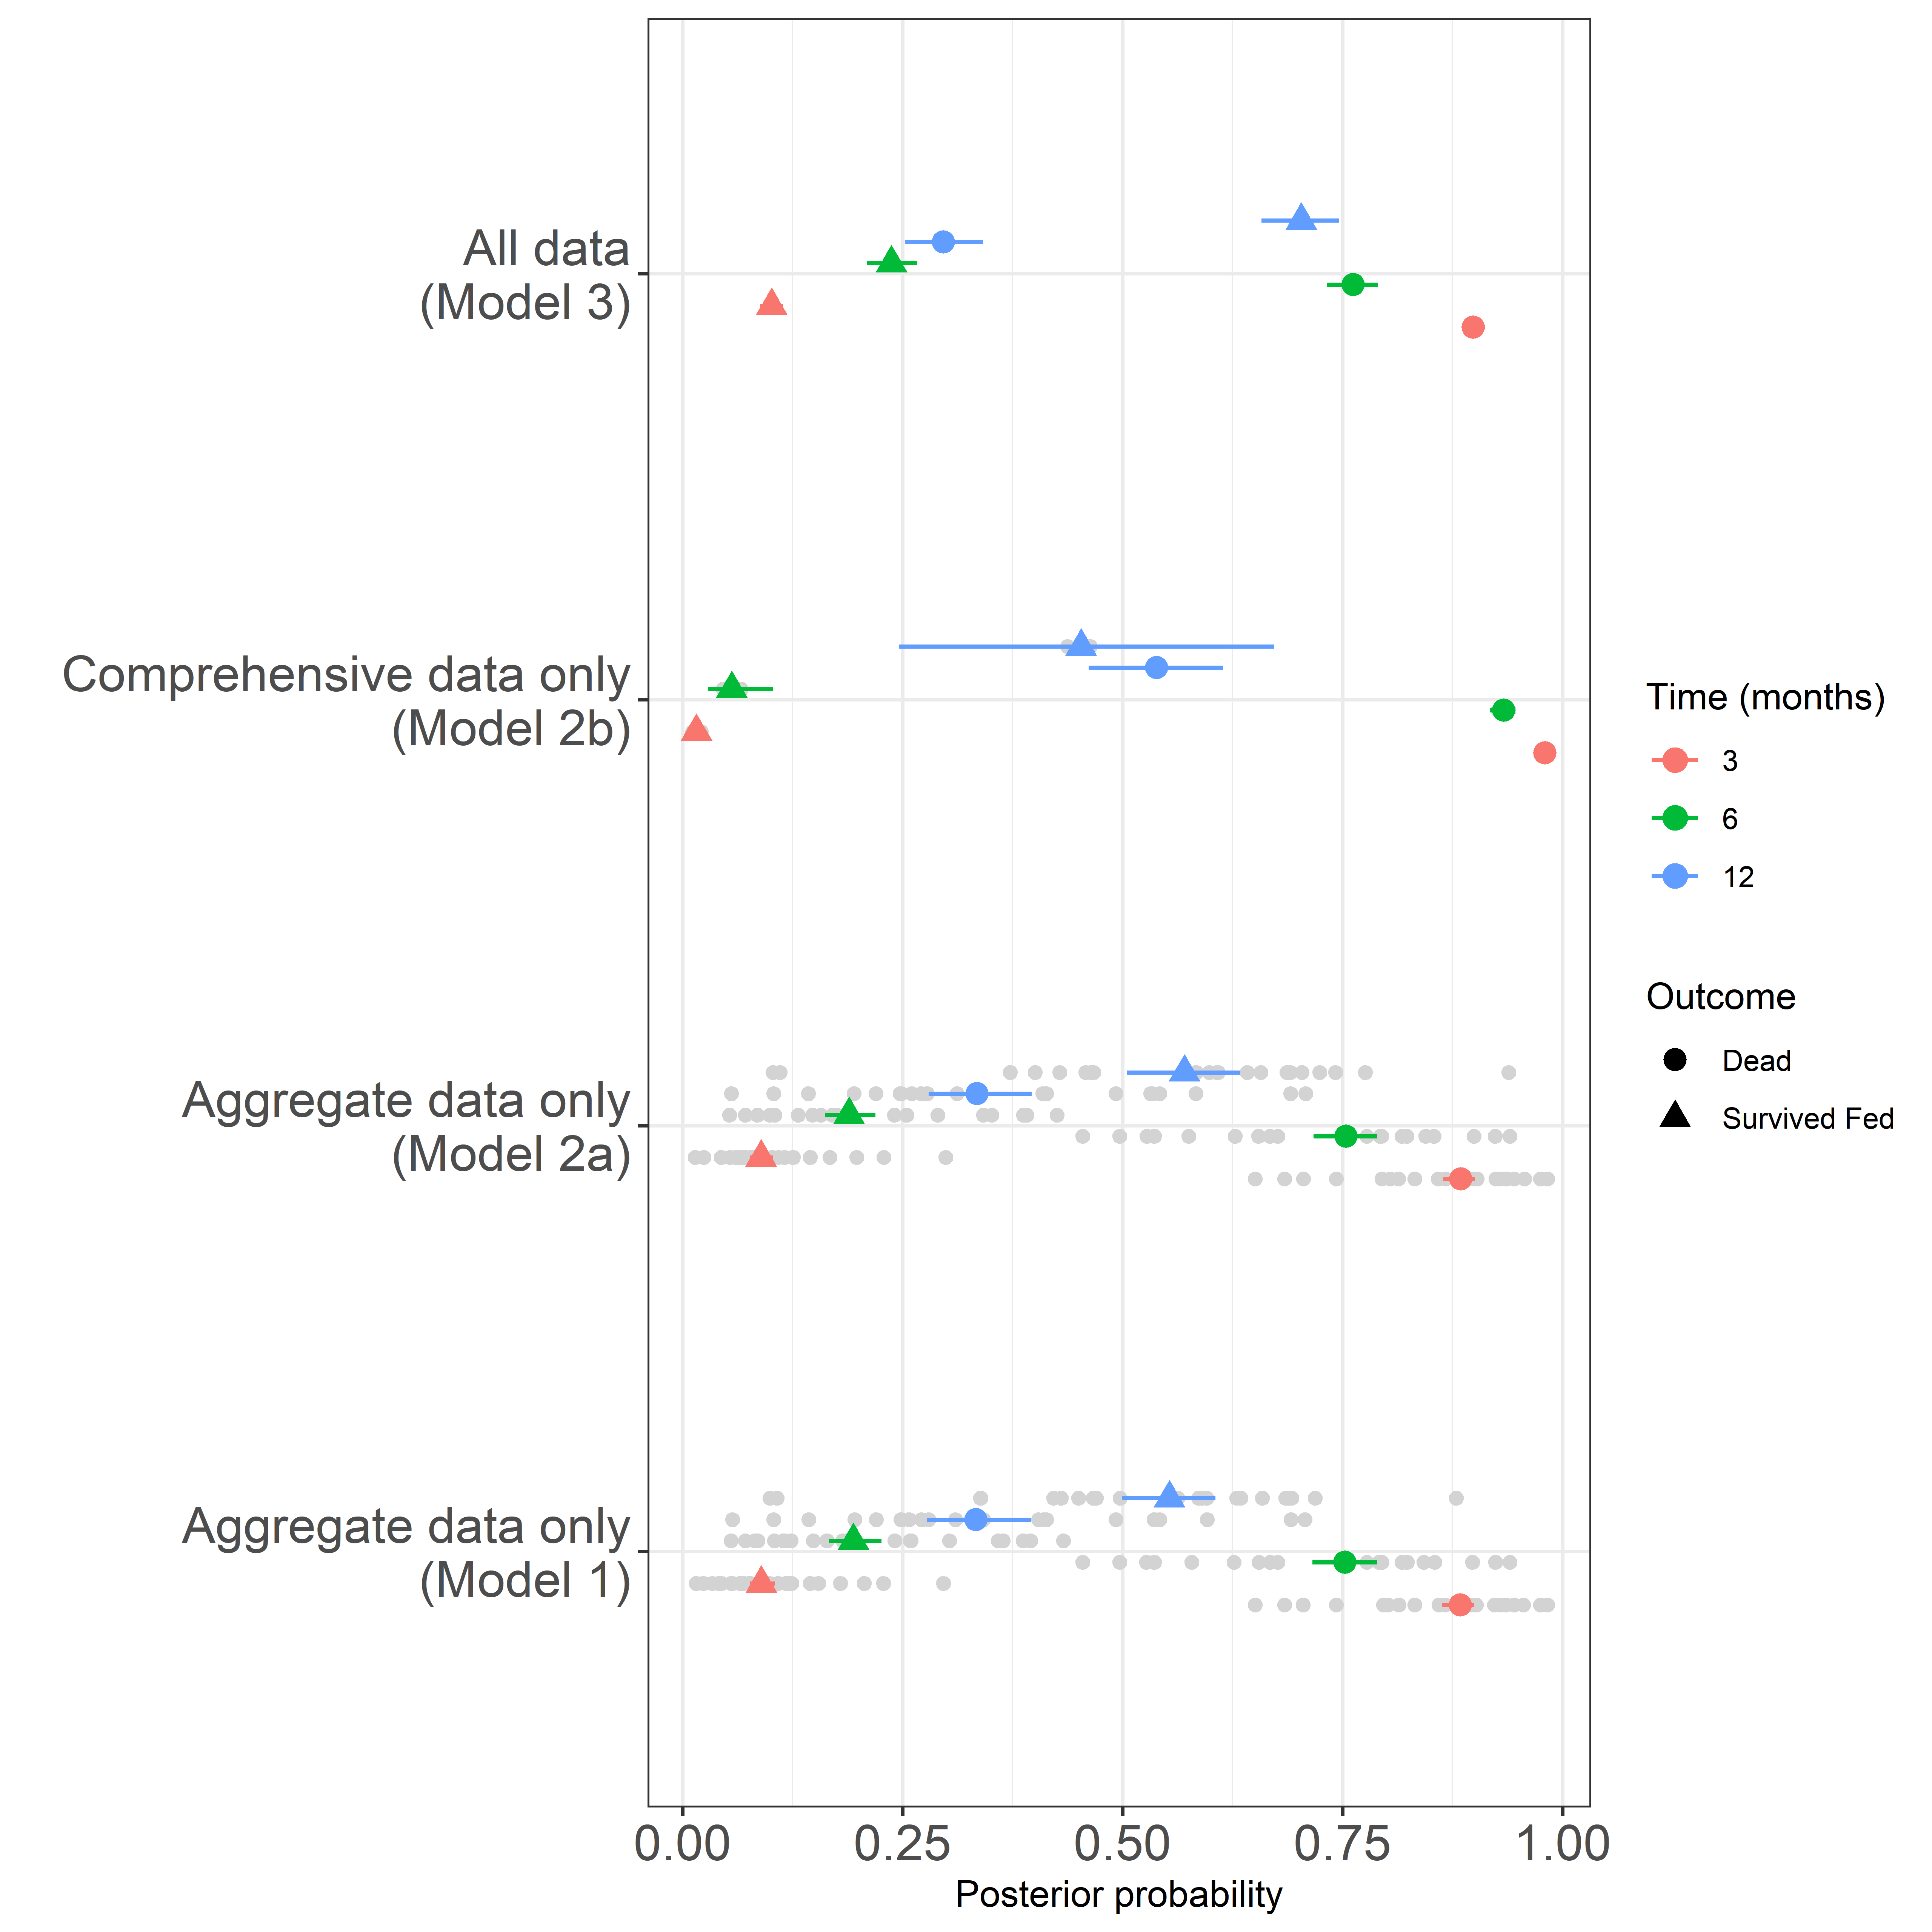 All data
(Model 3)
Comprehensive data only
(Model 2b)
Aggregate data only
(Model 2a)
Aggregate data only
(Model 1)
0.00 0.25 0.50 0.75 1.00
Posterior probability
Time (months)
3
6
12
Outcome
Dead
Survived Fed